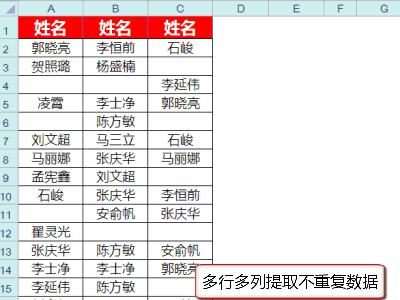 A B C D E F G
1 姓名 姓名 姓名
2 郭晓亮 李恒前 石峻
3 贺照璐 杨盛楠
4 李延伟
5 凌霄 李士净 郭晓亮
6 陈方敏
7 刘文超 马三立 石峻
8 马丽娜 张庆华 马丽娜
9 孟宪鑫 刘文超
10 石峻 张庆华 李恒前
11 安俞帆 张庆华
12 翟灵光
13 张庆华 陈方敏 安俞帆
14 李士净 李士净 郭晓亮
15 李延伟 陈方敏
多行多列提取不重复数据